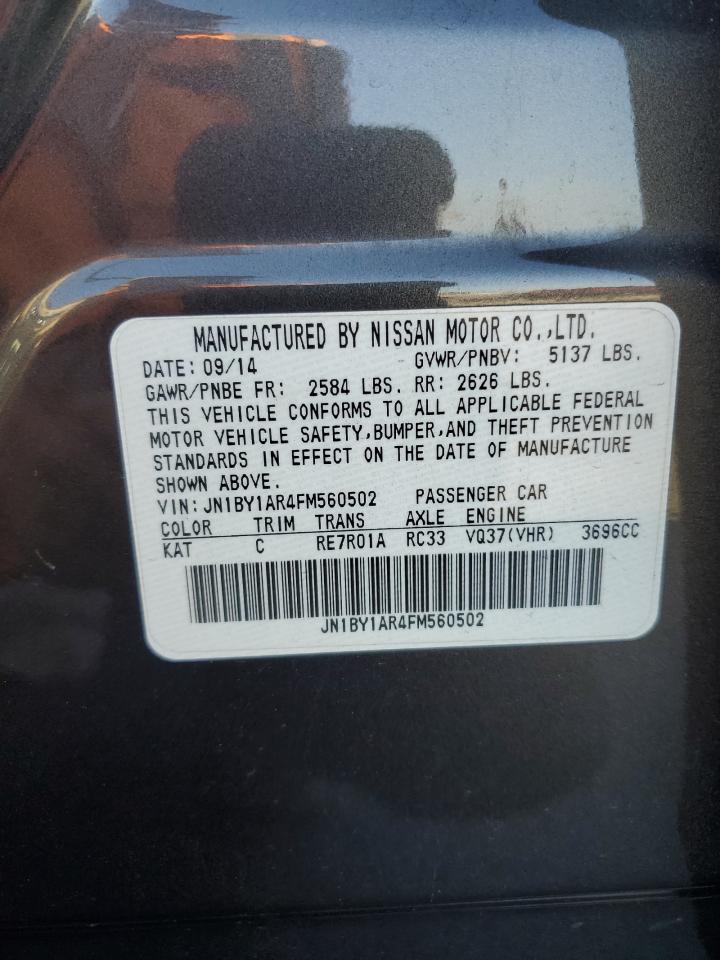 MANUFACTURED BY NISSAN MOTOR CO.,LTD.
DATE: 09/14 GVWR/PNBV: 5137 LBS.
GAWR/PNBE FR: 2584 LBS. RR: 2626 LBS.
THIS VEHICLE CONFORMS TO ALL APPLICABLE FEDERAL
MOTOR VEHICLE SAFETY,BUMPER,AND THEFT PREVENTION
STANDARDS IN EFFECT ON THE DATE OF MANUFACTURE
SHOWN ABOVE.
VIN: JN1BY1AR4FM560502 PASSENGER CAR
COLOR TRIM TRANS AXLE ENGINE
KAT C RE7R01A RC33 VQ37(VHR) 3696CC
JN1BY1AR4FM560502